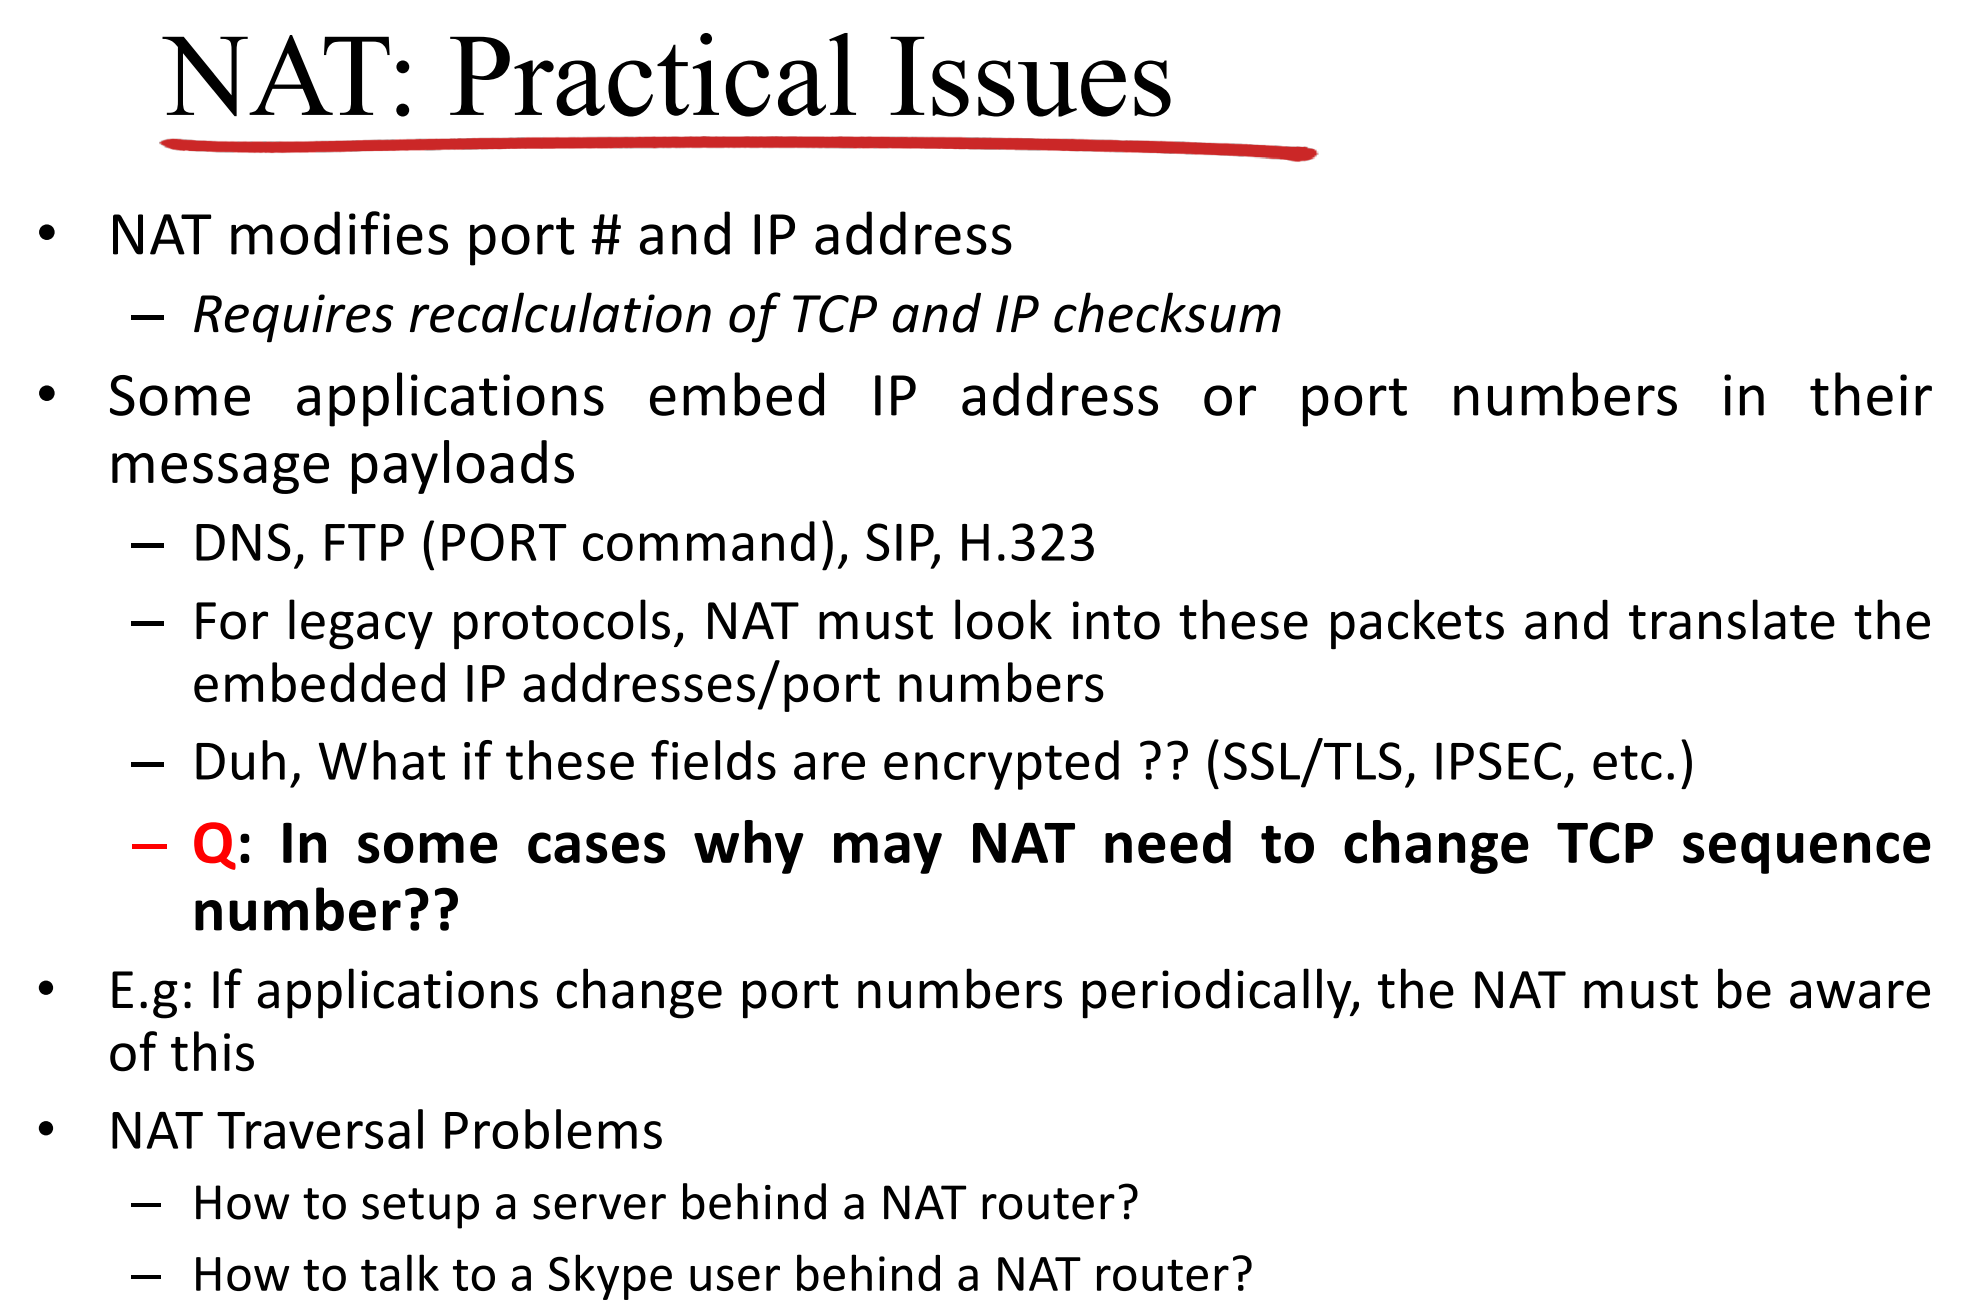 NAT: Practical Issues
• NAT modifies port # and IP address
– Requires recalculation of TCP and IP checksum
• Some applications embed IP address or port numbers in their
message payloads
– DNS, FTP (PORT command), SIP, H.323
– For legacy protocols, NAT must look into these packets and translate the
embedded IP addresses/port numbers
– Duh, What if these fields are encrypted ?? (SSL/TLS, IPSEC, etc.)
– Q: In some cases why may NAT need to change TCP sequence
number??
• E.g: If applications change port numbers periodically, the NAT must be aware
of this
• NAT Traversal Problems
– How to setup a server behind a NAT router?
– How to talk to a Skype user behind a NAT router?